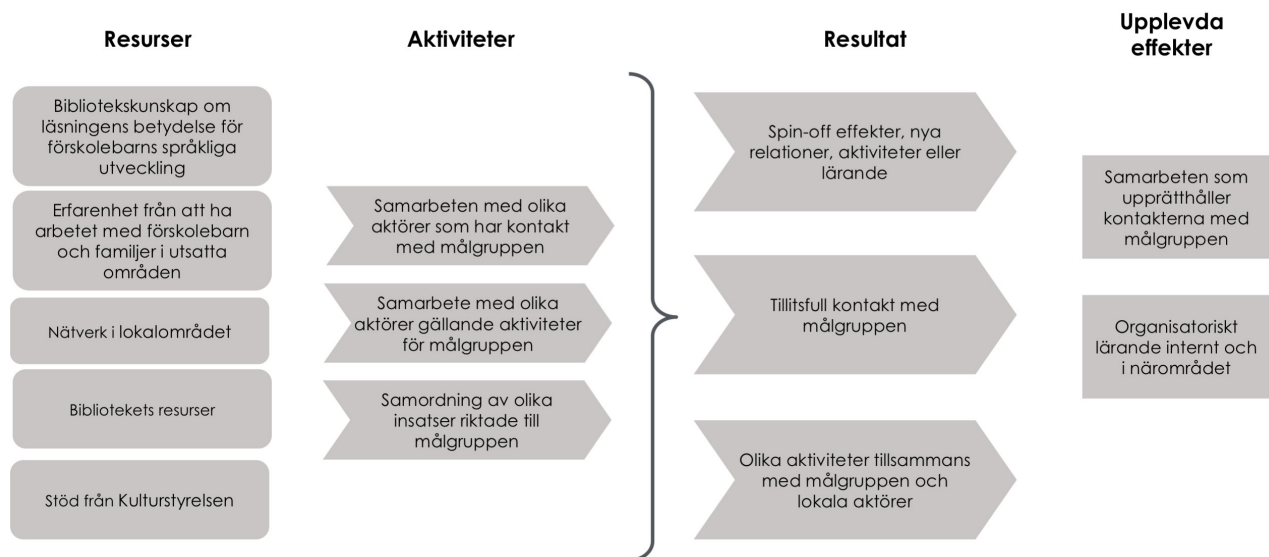 Resurser
Bibliotekskunskap om
läsningens betydelse för
förskolebarns språkliga
utveckling
Erfarenhet från att ha
arbetet med förskolebarn
och familjer i utsatta
områden
Nätverk i lokalområdet
Bibliotekets resurser
Stöd från Kulturstyrelsen
Aktiviteter
Samarbeten med olika
aktörer som har kontakt
med målgruppen
Samarbete med olika
aktörer gällande aktiviteter
för målgruppen
Samordning av olika
insatser riktade till
målgruppen
Resultat
Spin-off effekter, nya
relationer, aktiviteter eller
lärande
Tillitsfull kontakt med
målgruppen
Olika aktiviteter tillsammans
med målgruppen och
lokala aktörer
Upplevda
effekter
Samarbeten som
upprätthåller
kontakterna med
målgruppen
Organisatoriskt
lärande internt och
i närområdet